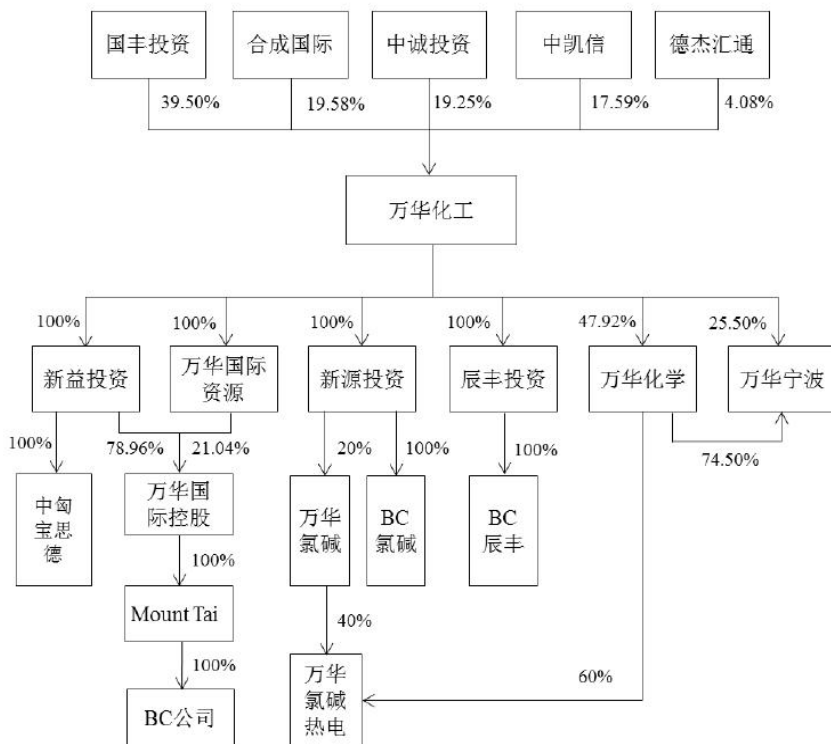 国丰投资
合成国际
中诚投资
中凯信
德杰汇通
39.50%
19.58%
19.25%
17.59%
4.08%
万华化工
100%
100%
100%
100%
47.92%
25.50%
新益投资
万华国际
资源
新源投资
辰丰投资
万华化学
万华宁波
100%
78.96%
21.04%
20%
100%
100%
74.50%
中匈
宝思
德
万华国
际控股
万华
氯碱
BC
氯碱
BC
辰丰
100%
Mount Tai
40%
100%
万华
氯碱
热电
60%
BC公司